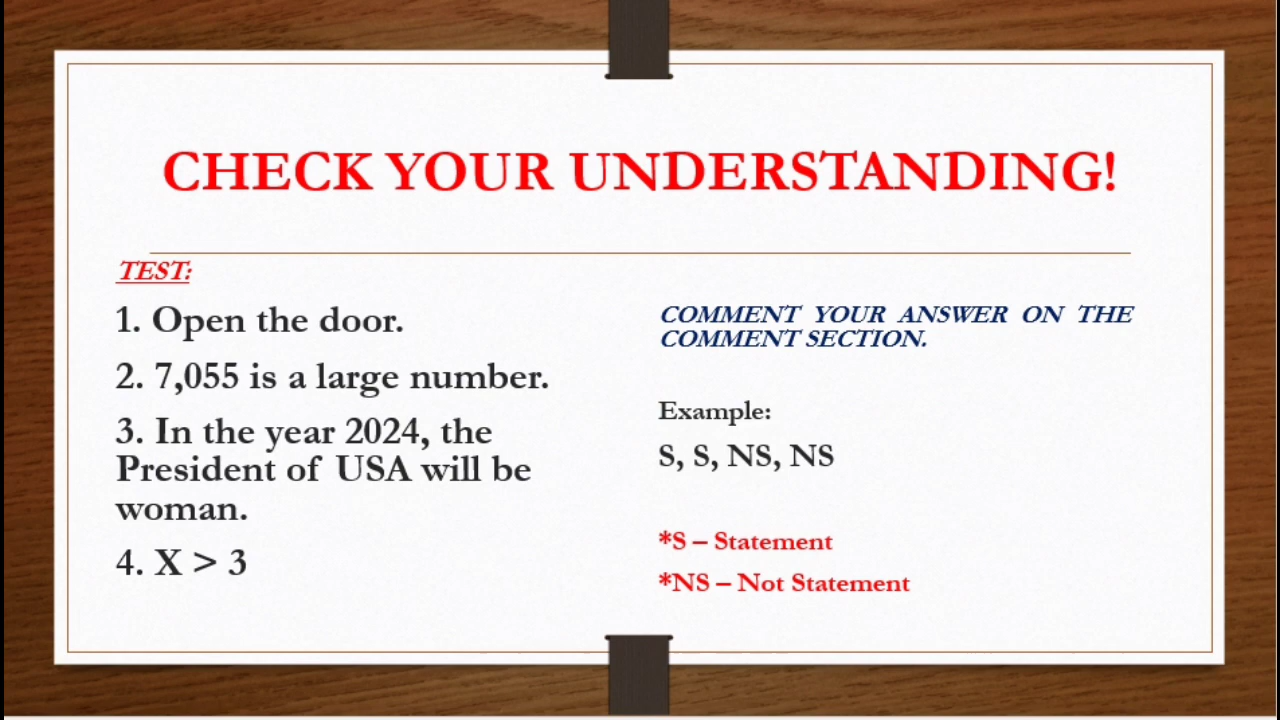 CHECK YOUR UNDERSTANDING!
TEST:
1. Open the door.
2. 7,055 is a large number.
3. In the year 2024, the
President of USA will be
woman.
4. X > 3
COMMENT YOUR ANSWER ON THE
COMMENT SECTION.
Example:
S, S, NS, NS
*S – Statement
*NS – Not Statement